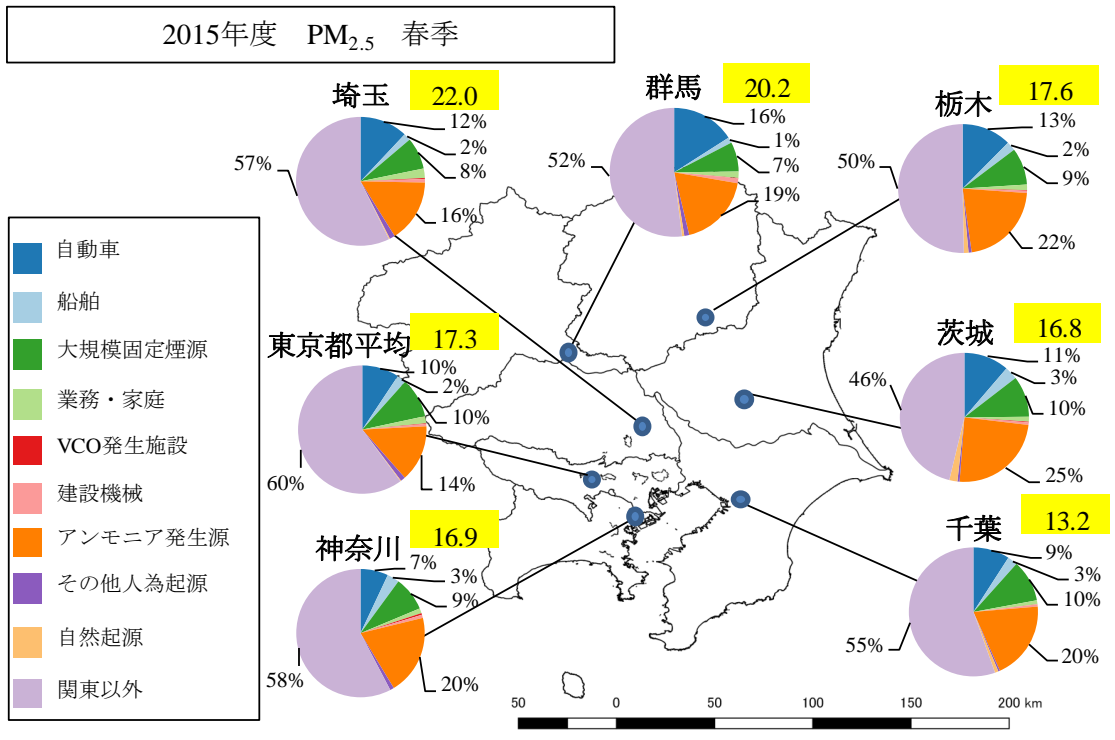 2015年度 PM2.5 春季
埼玉
22.0
12%
2%
8%
16%
57%
群馬
20.2
16%
1%
7%
19%
52%
栃木
17.6
13%
2%
9%
22%
50%
自動車
船舶
大規模固定煙源
業務・家庭
VCO発生施設
建設機械
アンモニア発生源
その他人為起源
自然起源
関東以外
東京都平均
17.3
10%
2%
10%
14%
60%
茨城
16.8
11%
3%
10%
25%
46%
神奈川
16.9
7%
3%
9%
20%
58%
千葉
13.2
9%
3%
10%
20%
55%
50 0 50 100 150 200 km